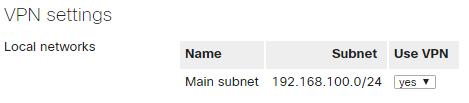 VPN settings
Local networks
Name Subnet Use VPN
Main subnet 192.168.100.0/24 yes